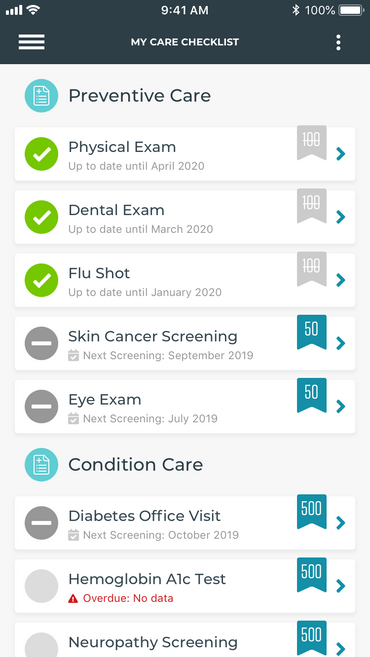 9:41 AM
100%
MY CARE CHECKLIST
Preventive Care
Physical Exam
100
Up to date until April 2020
Dental Exam
100
Up to date until March 2020
Flu Shot
100
Up to date until January 2020
Skin Cancer Screening
50
Next Screening: September 2019
Eye Exam
50
Next Screening: July 2019
Condition Care
Diabetes Office Visit
500
Next Screening: October 2019
Hemoglobin A1c Test
500
Overdue: No data
Neuropathy Screening
500